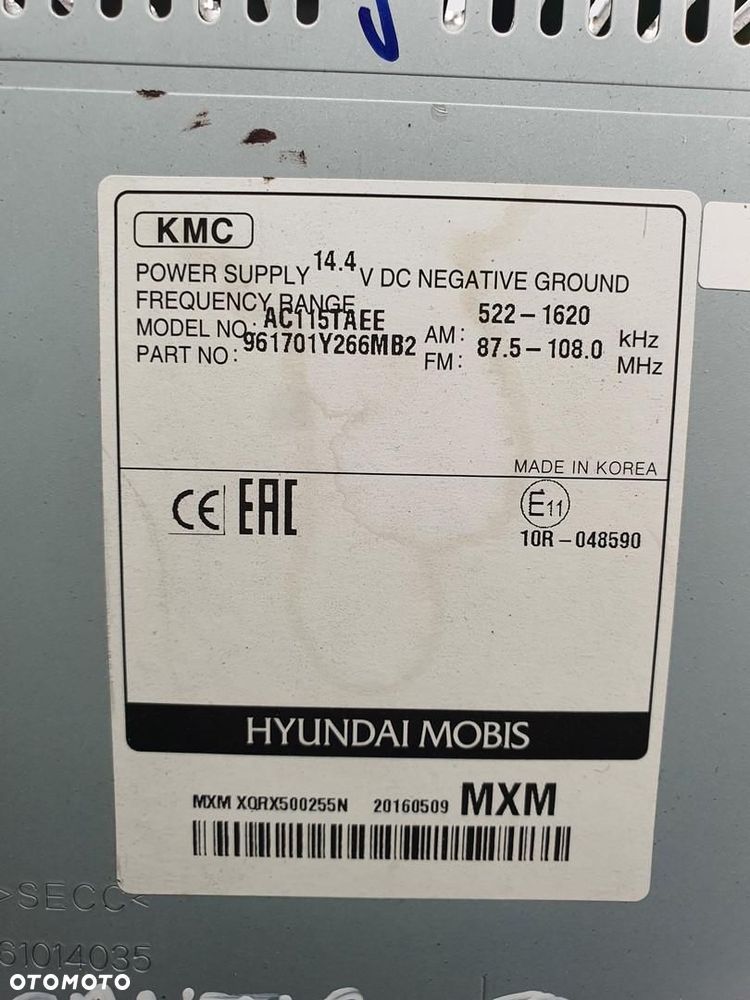 KMC
POWER SUPPLY 14.4 V DC NEGATIVE GROUND
FREQUENCY RANGE
MODEL NO: AC115TAEE AM: 522-1620 kHz
PART NO: 961701Y266MB2 FM: 87.5-108.0 MHz
MADE IN KOREA
CE EAC E11
10R-048590
HYUNDAI MOBIS
MXM XQRX500255N 20160509 MXM
>SECC<
61014035
OTOMOTO